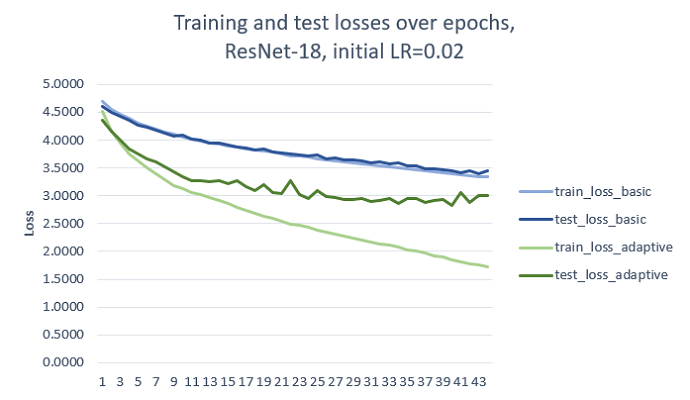 Training and test losses over epochs,
ResNet-18, initial LR=0.02
5.0000
4.5000
4.0000
3.5000
3.0000
2.5000
2.0000
1.5000
1.0000
0.5000
0.0000
Loss
1 3 5 7 9 11 13 15 17 19 21 23 25 27 29 31 33 35 37 39 41 43
train_loss_basic
test_loss_basic
train_loss_adaptive
test_loss_adaptive